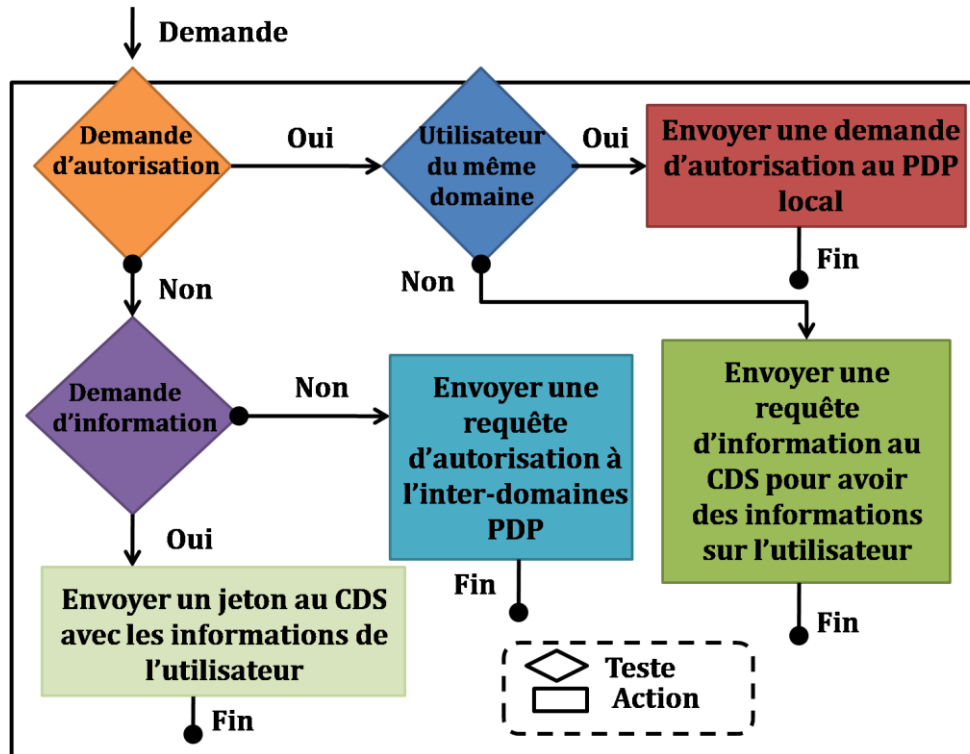 Demande
Demande
d'autorisation
Oui
Utilisateur
du même
domaine
Oui
Envoyer une demande
d'autorisation au PDP
local
Fin
Non
Non
Demande
d'information
Non
Envoyer une
requête
d'autorisation à
l'inter-domaines
PDP
Envoyer une
requête
d'information au
CDS pour avoir
des informations
sur l'utilisateur
Oui
Fin
Fin
Envoyer un jeton au CDS
avec les informations de
l'utilisateur
Fin
Teste
Action